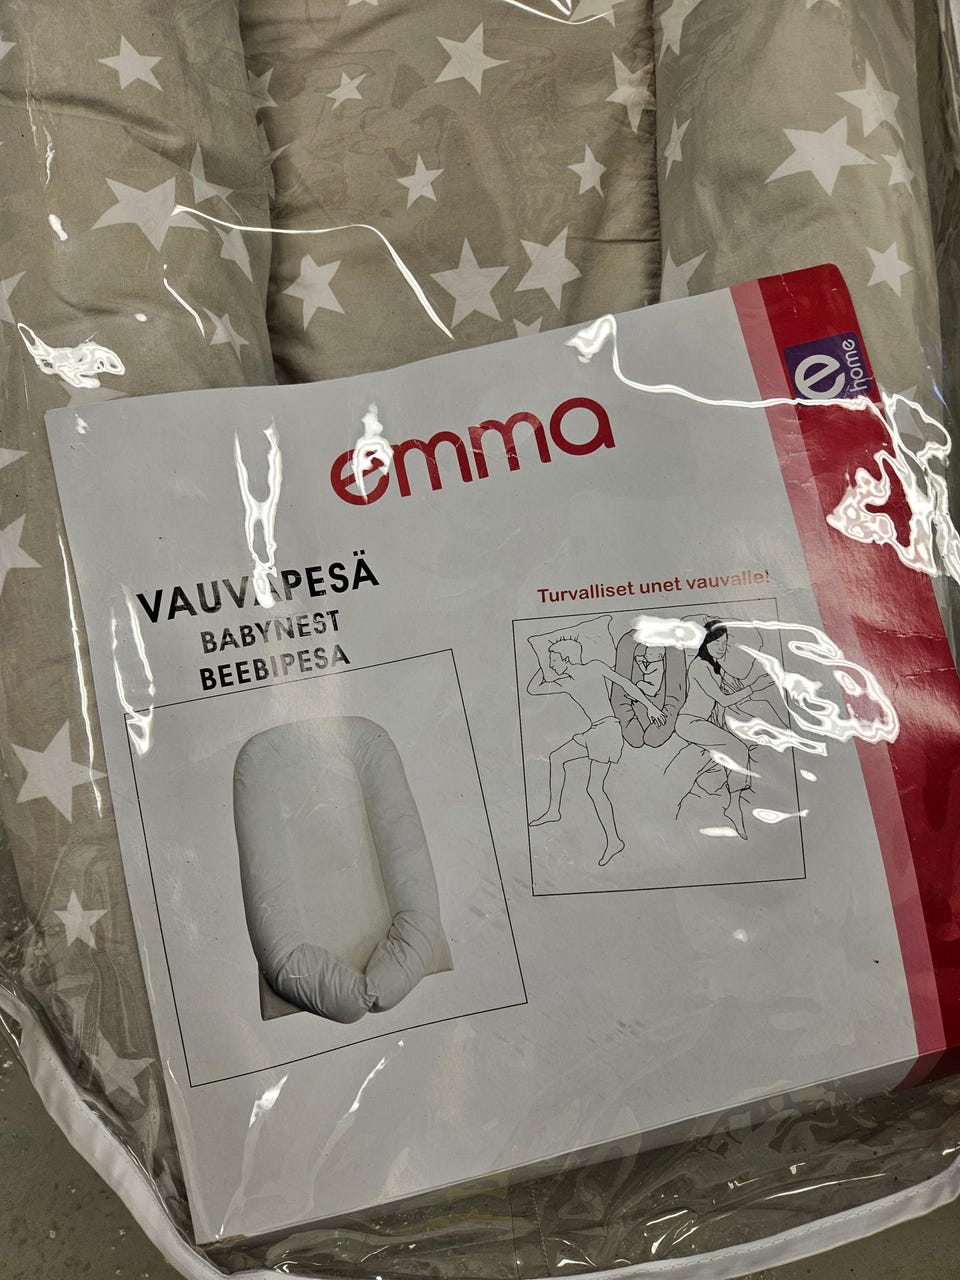 e home
emma
VAUVAPESÄ
BABYNEST
BEEBIPESA
Turvalliset unet vauvalle!